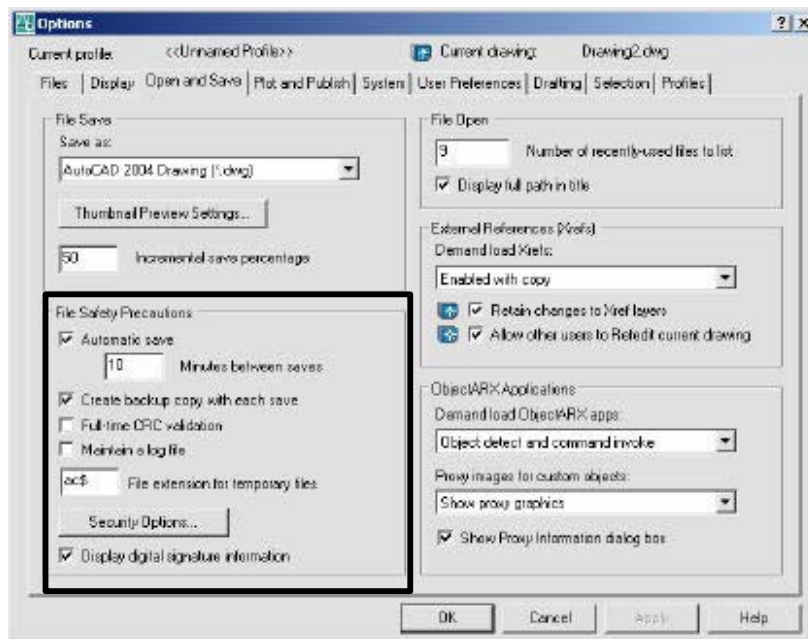 Options
Current profile: <<Unnamed Profile>> Current drawing: Drawing2.dwg
Files Display Open and Save Plot and Publish System User Preferences Drafting Selection Profiles
File Save
Save as:
AutoCAD 2004 Drawing (*.dwg)
Thumbnail Preview Settings...
50 Incremental save percentage
File Safety Precautions
Automatic save
10 Minutes between saves
Create backup copy with each save
Full-time CRC validation
Maintain a log file
ac$ File extension for temporary files
Security Options...
Display digital signature information
File Open
9 Number of recently-used files to list
Display full path in title
External References (Xrefs)
Demand load Xrefs:
Enabled with copy
Retain changes to Xref layers
Allow other users to Refedit current drawing
ObjectARX Applications
Demand load ObjectARX apps:
Object detect and command invoke
Proxy images for custom objects:
Show proxy graphics
Show Proxy Information dialog box
OK Cancel Apply Help